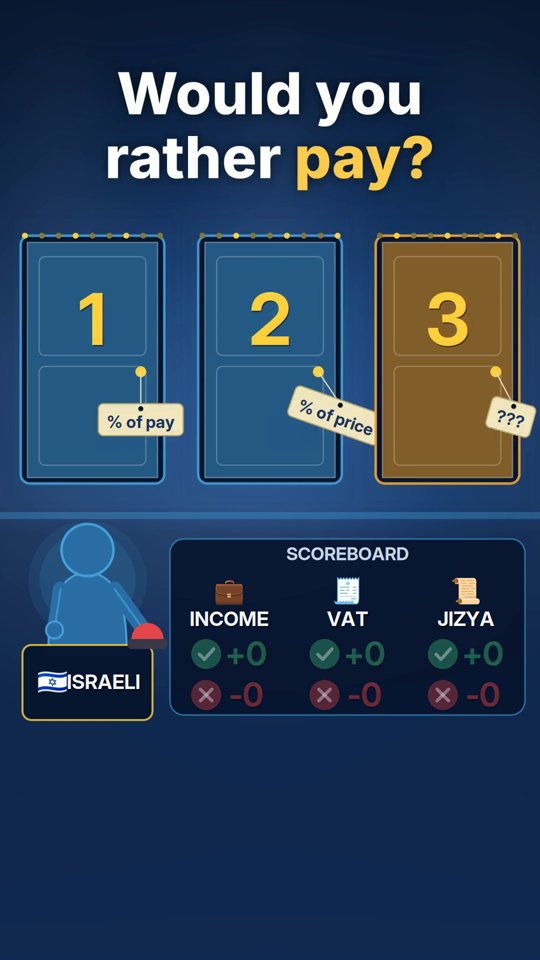 Would you
rather pay?
1
2
3
% of pay
% of price
???
SCOREBOARD
INCOME
VAT
JIZYA
+0
+0
+0
-0
-0
-0
ISRAELI